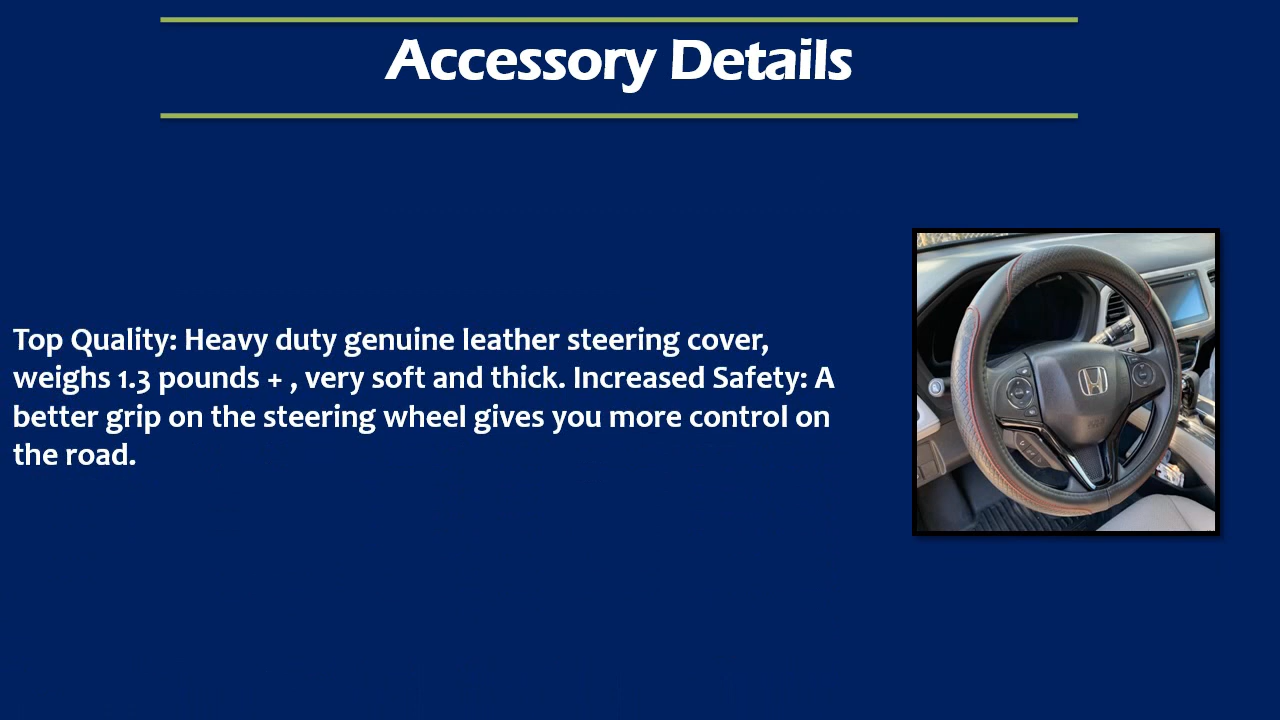 Accessory Details
Top Quality: Heavy duty genuine leather steering cover,
weighs 1.3 pounds + , very soft and thick. Increased Safety: A
better grip on the steering wheel gives you more control on
the road.